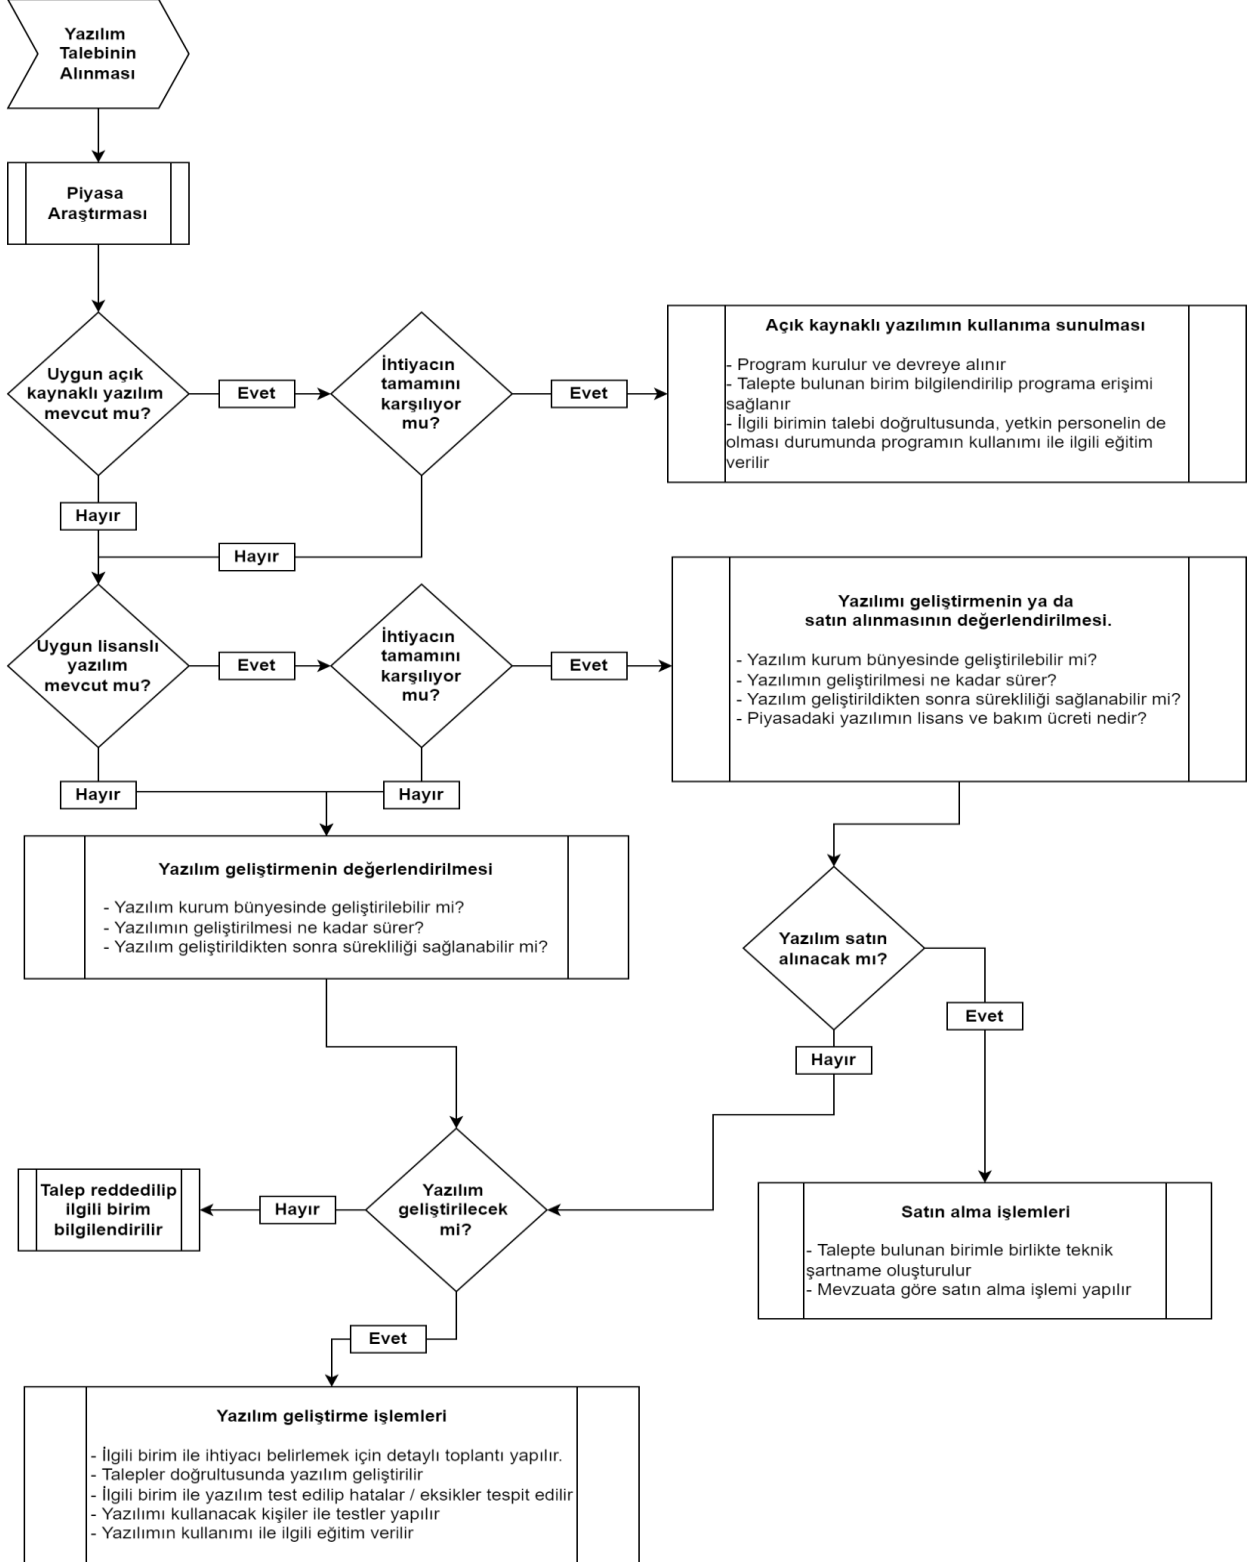 Yazılım
Talebinin
Alınması
Piyasa
Araştırması
Uygun açık
kaynaklı yazılım
mevcut mu?
Evet
İhtiyacın
tamamını
karşılıyor
mu?
Evet
Açık kaynaklı yazılımın kullanıma sunulması
- Program kurulur ve devreye alınır
- Talepte bulunan birim bilgilendirilip programa erişimi
sağlanır
- İlgili birimin talebi doğrultusunda, yetkin personelin de
olması durumunda programın kullanımı ile ilgili eğitim
verilir
Hayır
Hayır
Uygun lisanslı
yazılım
mevcut mu?
Evet
İhtiyacın
tamamını
karşılıyor
mu?
Evet
Yazılımı geliştirmenin ya da
satın alınmasının değerlendirilmesi.
- Yazılım kurum bünyesinde geliştirilebilir mi?
- Yazılımın geliştirilmesi ne kadar sürer?
- Yazılım geliştirildikten sonra sürekliliği sağlanabilir mi?
- Piyasadaki yazılımın lisans ve bakım ücreti nedir?
Hayır
Hayır
Yazılım geliştirmenin değerlendirilmesi
- Yazılım kurum bünyesinde geliştirilebilir mi?
- Yazılımın geliştirilmesi ne kadar sürer?
- Yazılım geliştirildikten sonra sürekliliği sağlanabilir mi?
Yazılım satın
alınacak mı?
Evet
Hayır
Talep reddedilip
ilgili birim
bilgilendirilir
Hayır
Yazılım
geliştirilecek
mi?
Satın alma işlemleri
- Talepte bulunan birimle birlikte teknik
şartname oluşturulur
- Mevzuata göre satın alma işlemi yapılır
Evet
Yazılım geliştirme işlemleri
- İlgili birim ile ihtiyacı belirlemek için detaylı toplantı yapılır.
- Talepler doğrultusunda yazılım geliştirilir
- İlgili birim ile yazılım test edilip hatalar / eksikler tespit edilir
- Yazılımı kullanacak kişiler ile testler yapılır
- Yazılımın kullanımı ile ilgili eğitim verilir